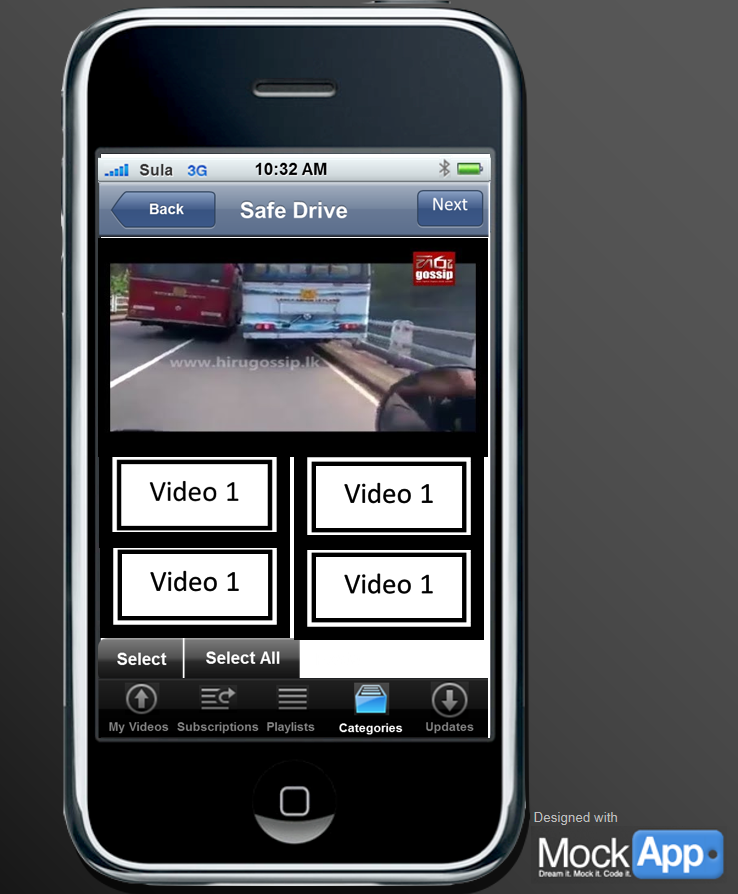 Sula 3G 10:32 AM
Back Safe Drive Next
හිරු
gossip
www.hirugossip.lk
Video 1 Video 1
Video 1 Video 1
Select Select All
My Videos Subscriptions Playlists Categories Updates
Designed with
MockApp
Dream it. Mock it. Code it.